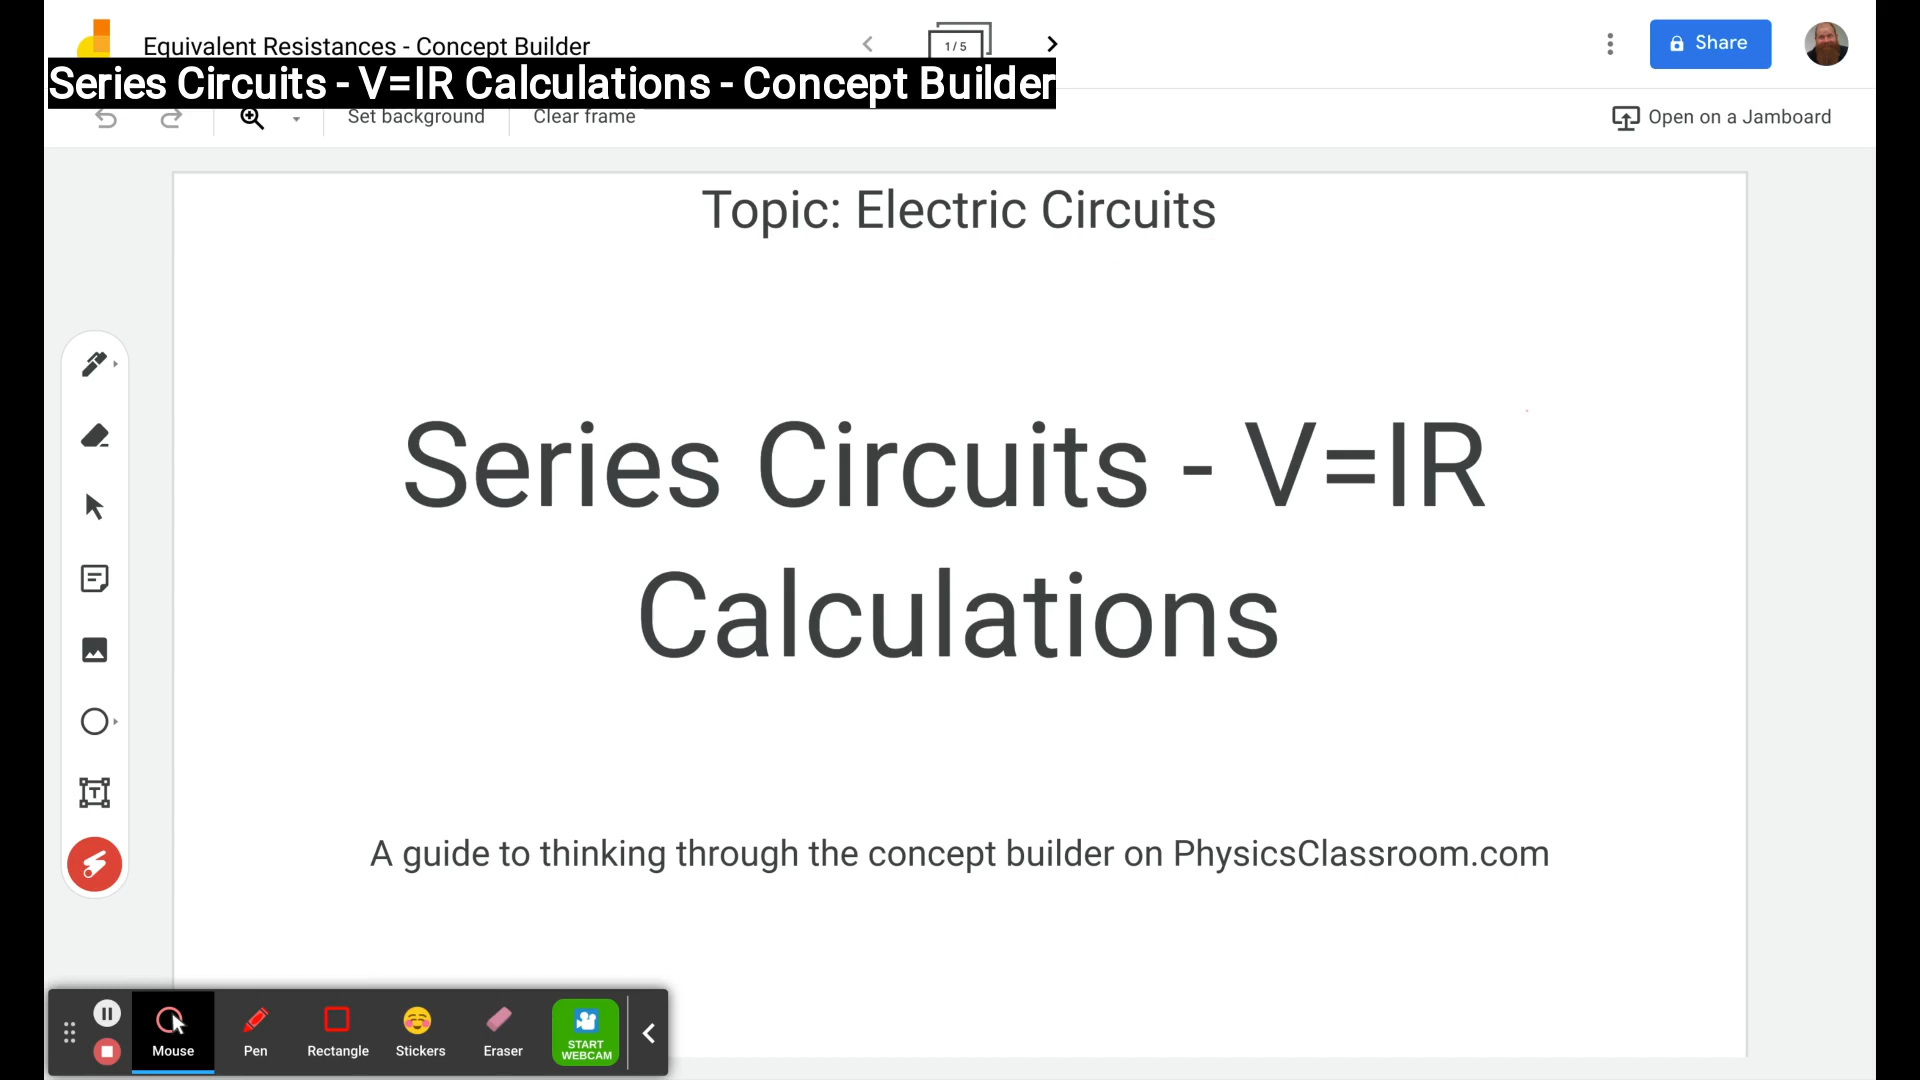 Equivalent Resistances - Concept Builder
1 / 5
Share
Series Circuits - V=IR Calculations - Concept Builder
Set background
Clear frame
Open on a Jamboard
Topic: Electric Circuits
Series Circuits - V=IR
Calculations
A guide to thinking through the concept builder on PhysicsClassroom.com
Mouse
Pen
Rectangle
Stickers
Eraser
START
WEBCAM